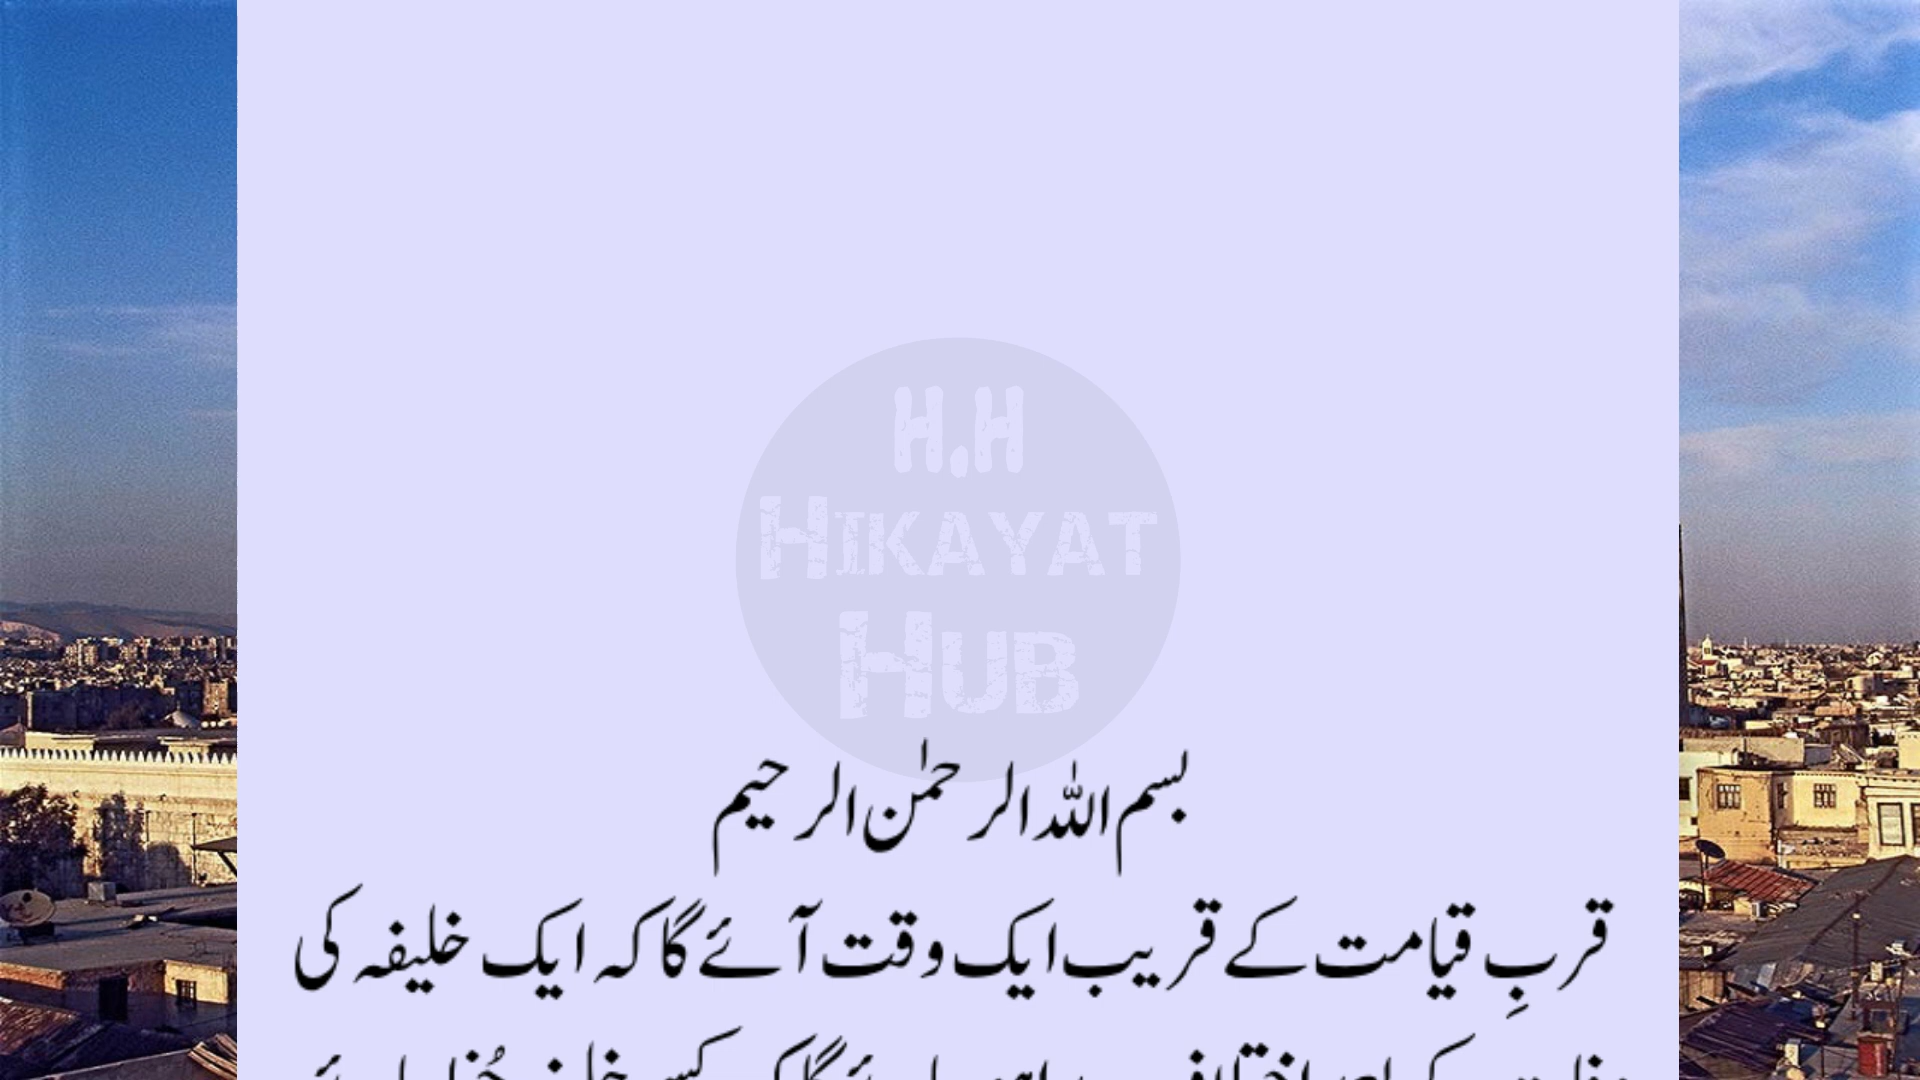 H.H
HIKAYAT
HUB
بسم اللہ الرحمٰن الرحیم
قربِ قیامت کے قریب ایک وقت آئے گا کہ ایک خلیفہ کی